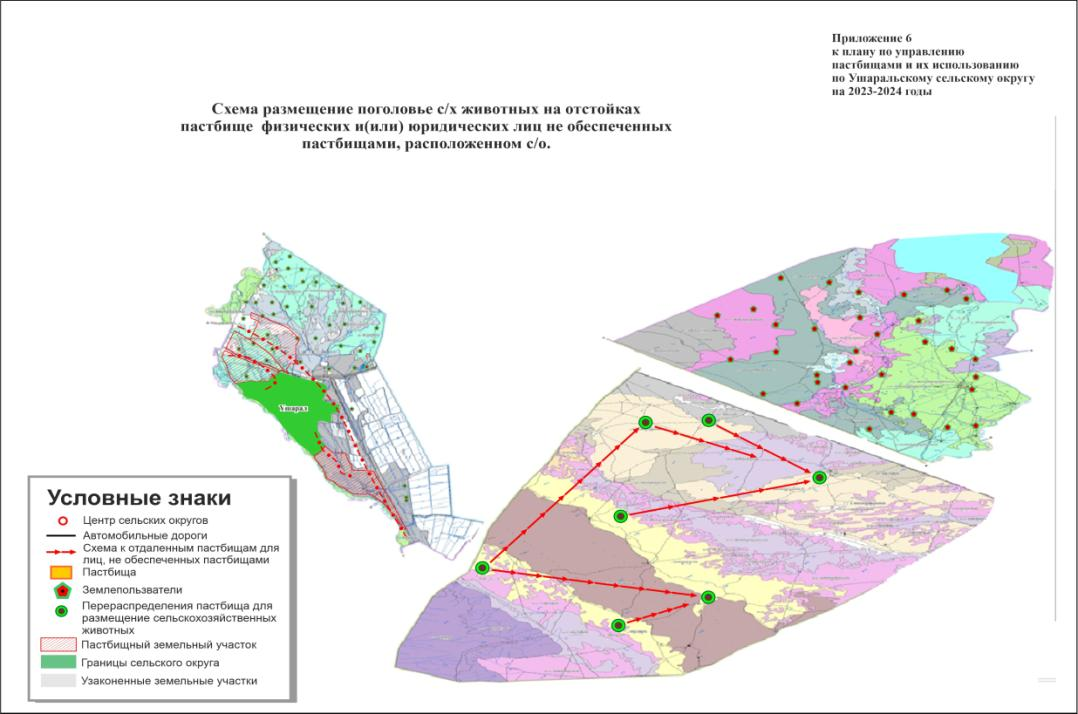 Приложение 6
к плану по управлению
пастбищами и их использованию
по Ушаральскому сельскому округу
на 2023-2024 годы
Схема размещение поголовье с/х животных на отстойках
пастбище физических и(или) юридических лиц не обеспеченных
пастбищами, расположенном с/о.
Ушарал
Условные знаки
Центр сельских округов
Автомобильные дороги
Схема к отдаленным пастбищам для
лиц, не обеспеченных пастбищами
Пастбища
Землепользватели
Перераспределения пастбища для
размещение сельскохозяйственных
животных
Пастбищный земельный участок
Границы сельского округа
Узаконенные земельные участки